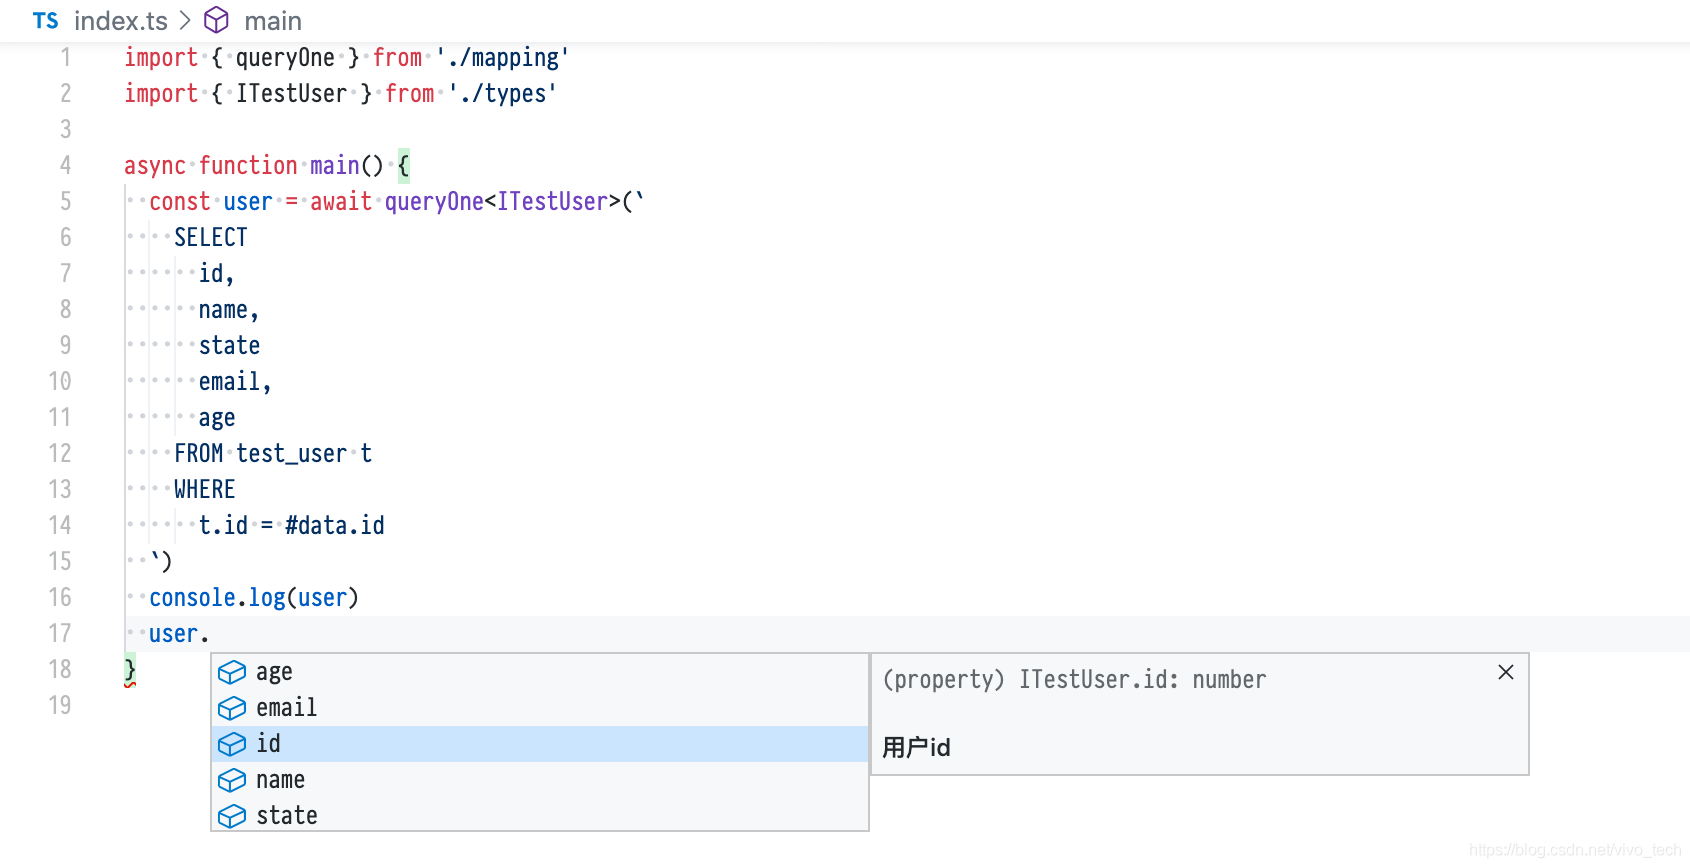 TS index.ts > main
1 import { queryOne } from './mapping'
2 import { ITestUser } from './types'
3
4 async function main() {
5 const user = await queryOne<ITestUser>(`
6 SELECT
7 id,
8 name,
9 state
10 email,
11 age
12 FROM test_user t
13 WHERE
14 t.id = #data.id
15 `)
16 console.log(user)
17 user.
18 }
19
age
email
id
name
state
(property) ITestUser.id: number
用户id
https://blog.csdn.net/vivo_tech